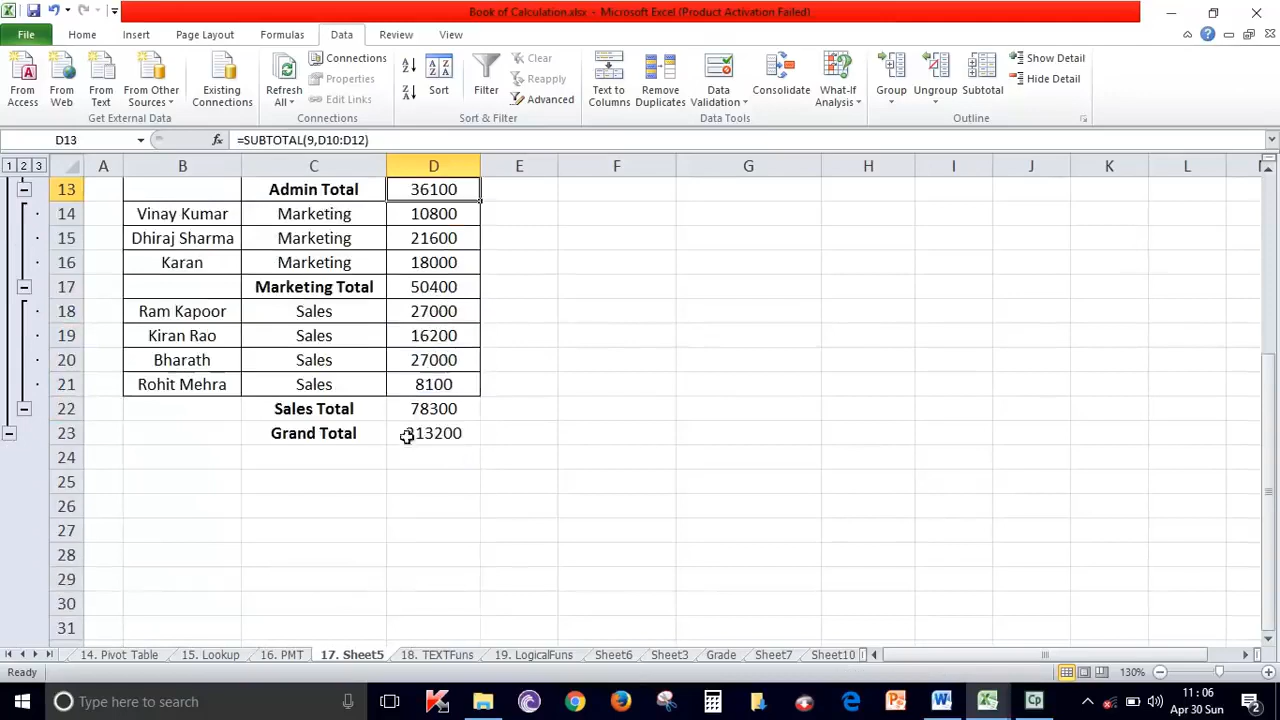 Book of Calculation.xlsx - Microsoft Excel (Product Activation Failed)
File Home Insert Page Layout Formulas Data Review View
From Access
From Web
From Text
From Other Sources
Existing Connections
Get External Data
Refresh All
Connections
Properties
Edit Links
Connections
Sort
Filter
Clear
Reapply
Advanced
Sort & Filter
Text to Columns
Remove Duplicates
Data Validation
Consolidate
What-If Analysis
Data Tools
Group
Ungroup
Subtotal
Show Detail
Hide Detail
Outline
D13 fx =SUBTOTAL(9,D10:D12)
1 2 3 A B C D E F G H I J K L
13 Admin Total 36100
14 Vinay Kumar Marketing 10800
15 Dhiraj Sharma Marketing 21600
16 Karan Marketing 18000
17 Marketing Total 50400
18 Ram Kapoor Sales 27000
19 Kiran Rao Sales 16200
20 Bharath Sales 27000
21 Rohit Mehra Sales 8100
22 Sales Total 78300
23 Grand Total 13200
24
25
26
27
28
29
30
31
14. Pivot Table 15. Lookup 16. PMT 17. Sheet5 18. TEXTFuns 19. LogicalFuns Sheet6 Sheet3 Grade Sheet7 Sheet10
Ready 130%
Type here to search
11:06
Apr 30 Sun